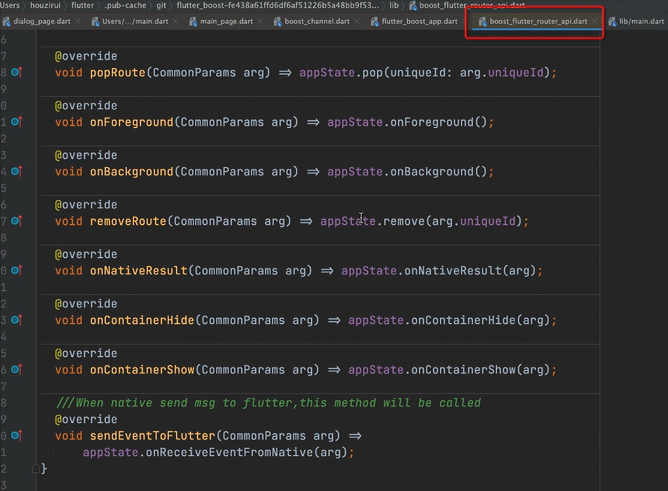 Users › houzirui › flutter › .pub-cache › git › flutter_boost-fe438a61ffd6df6af51226b5a48bb9f53... › lib › boost_flutter_router_api.dart
dialog_page.dart Users/.../main.dart main_page.dart boost_channel.dart flutter_boost_app.dart boost_flutter_router_api.dart lib/main.dart
6
7 @override
8 void popRoute(CommonParams arg) => appState.pop(uniqueId: arg.uniqueId);
9
0 @override
1 void onForeground(CommonParams arg) => appState.onForeground();
2
3 @override
4 void onBackground(CommonParams arg) => appState.onBackground();
5
6 @override
7 void removeRoute(CommonParams arg) => appState.remove(arg.uniqueId);
8
9 @override
0 void onNativeResult(CommonParams arg) => appState.onNativeResult(arg);
1
2 @override
3 void onContainerHide(CommonParams arg) => appState.onContainerHide(arg);
4
5 @override
6 void onContainerShow(CommonParams arg) => appState.onContainerShow(arg);
7
8 ///When native send msg to flutter,this method will be called
9 @override
0 void sendEventToFlutter(CommonParams arg) =>
1 appState.onReceiveEventFromNative(arg);
2 }
3